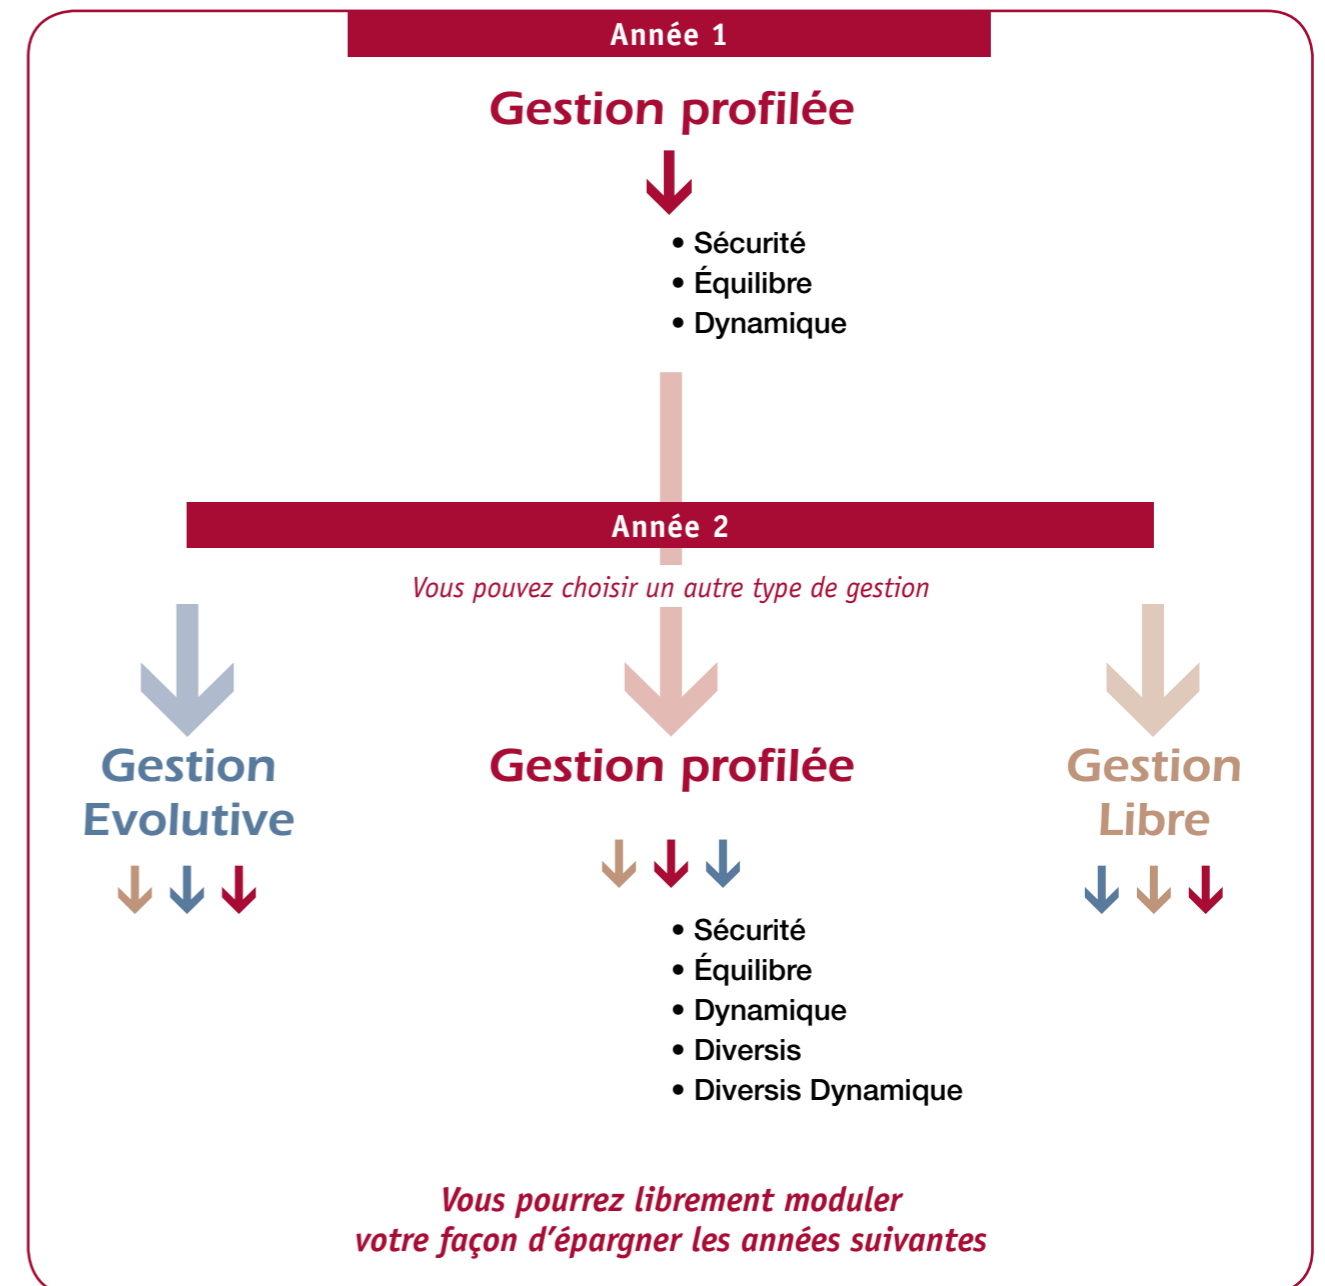 Année 1
Gestion profilée
• Sécurité
• Équilibre
• Dynamique
Année 2
Vous pouvez choisir un autre type de gestion
Gestion
Evolutive
Gestion profilée
• Sécurité
• Équilibre
• Dynamique
• Diversis
• Diversis Dynamique
Gestion
Libre
Vous pourrez librement moduler
votre façon d’épargner les années suivantes